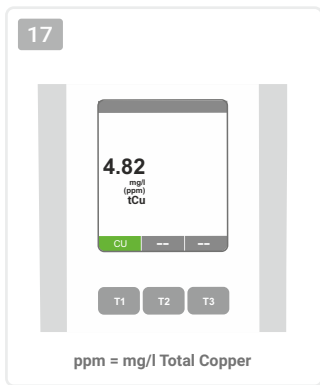 17
4.82
mg/l
(ppm)
tCu
CU -- --
T1 T2 T3
ppm = mg/l Total Copper